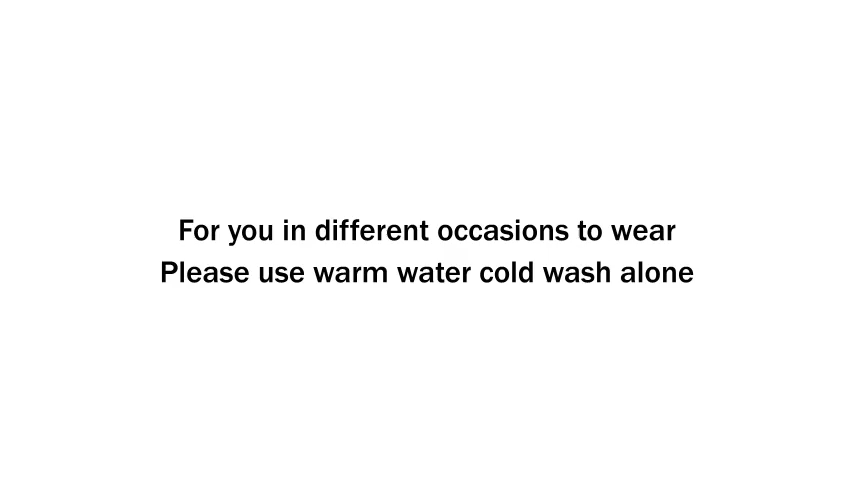 For you in different occasions to wear
Please use warm water cold wash alone